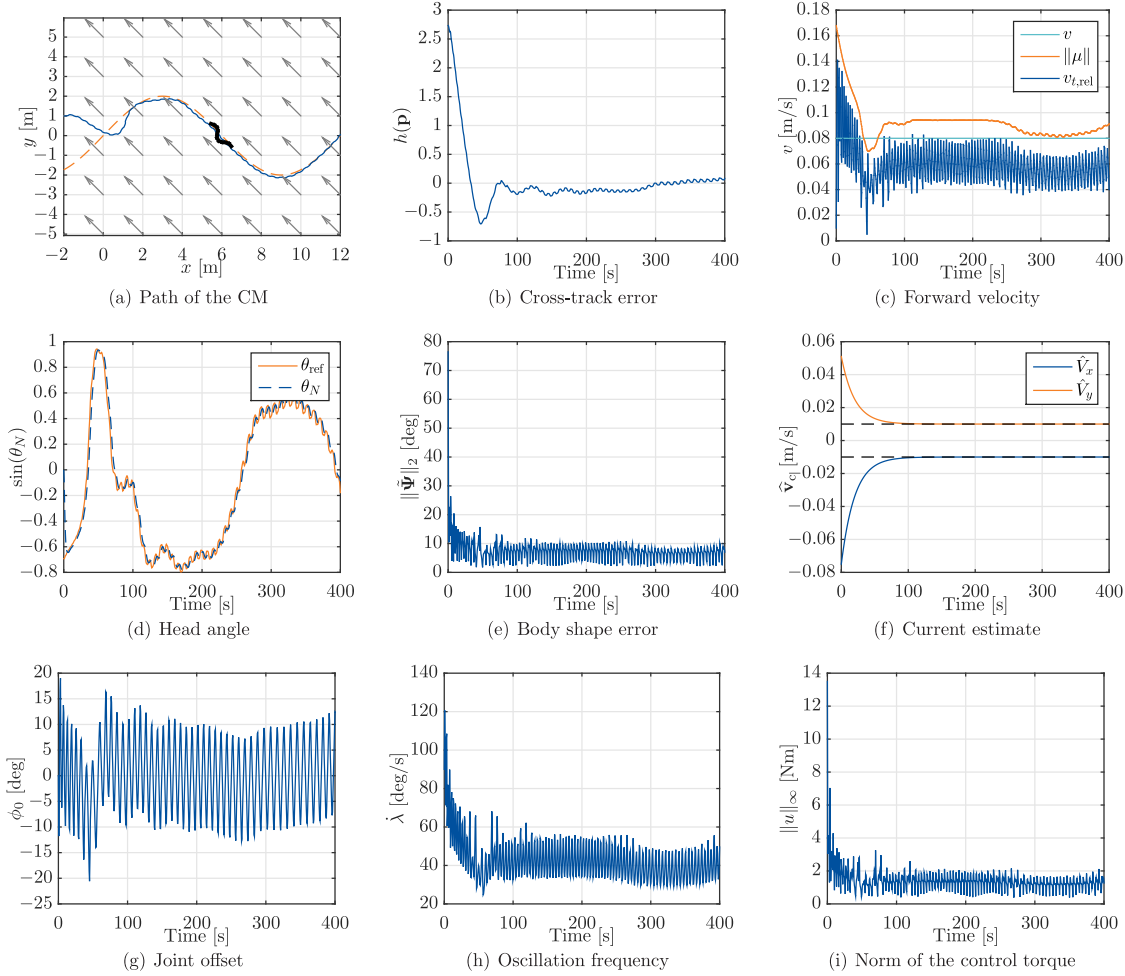 5
4
3
2
1
0
−1
−2
−3
−4
−5
y [m]
−2 0 2 4 6 8 10 12
x [m]
(a) Path of the CM
3
2.5
2
1.5
1
0.5
0
−0.5
−1
h(p)
0 100 200 300 400
Time [s]
(b) Cross-track error
0.18
0.16
0.14
0.12
0.1
0.08
0.06
0.04
0.02
0
v [m/s]
v
‖μ‖
v_{t,rel}
0 100 200 300 400
Time [s]
(c) Forward velocity
1
0.8
0.6
0.4
0.2
0
−0.2
−0.4
−0.6
−0.8
sin(θ_N)
θ_ref
θ_N
0 100 200 300 400
Time [s]
(d) Head angle
80
70
60
50
40
30
20
10
0
‖Ψ̃‖₂ [deg]
0 100 200 300 400
Time [s]
(e) Body shape error
0.06
0.04
0.02
0
−0.02
−0.04
−0.06
−0.08
v̂_c [m/s]
V̂_x
V̂_y
0 100 200 300 400
Time [s]
(f) Current estimate
20
15
10
5
0
−5
−10
−15
−20
−25
ϕ₀ [deg]
0 100 200 300 400
Time [s]
(g) Joint offset
140
120
100
80
60
40
20
λ̇ [deg/s]
0 100 200 300 400
Time [s]
(h) Oscillation frequency
14
12
10
8
6
4
2
0
‖u‖_∞ [Nm]
0 100 200 300 400
Time [s]
(i) Norm of the control torque